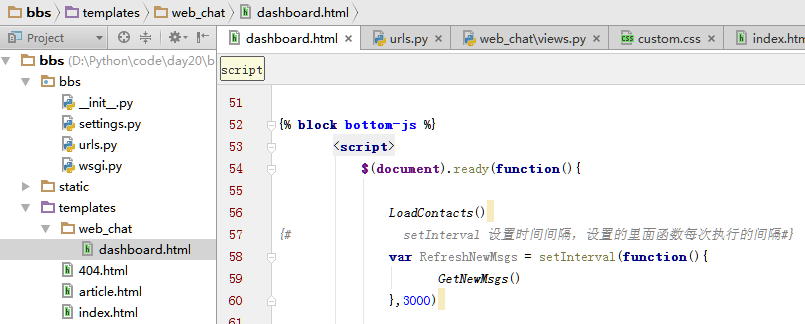 bbs templates web_chat dashboard.html
Project
dashboard.html urls.py web_chat\views.py custom.css index.htm
bbs (D:\Python\code\day20\b
script
bbs
__init__.py
settings.py
urls.py
wsgi.py
static
templates
web_chat
dashboard.html
404.html
article.html
index.html
51
52 {% block bottom-js %}
53 <script>
54 $(document).ready(function(){
55
56 LoadContacts()
57 {# setInterval 设置时间间隔，设置的里面函数每次执行的间隔#}
58 var RefreshNewMsgs = setInterval(function(){
59 GetNewMsgs()
60 },3000)
61